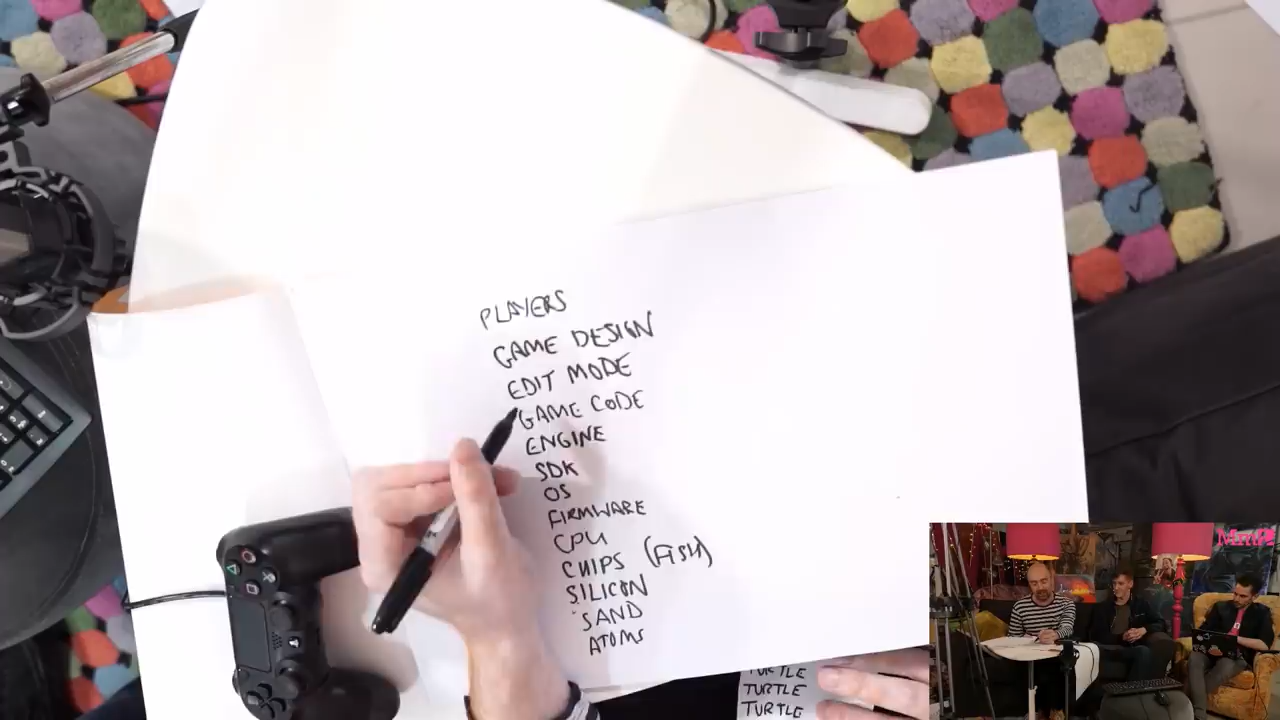 PLAYERS
GAME DESIGN
EDIT MODE
GAME CODE
ENGINE
SDK
OS
FIRMWARE
CPU
CHIPS (FISH)
SILICON
SAND
ATOMS
TURTLE
TURTLE
TURTLE